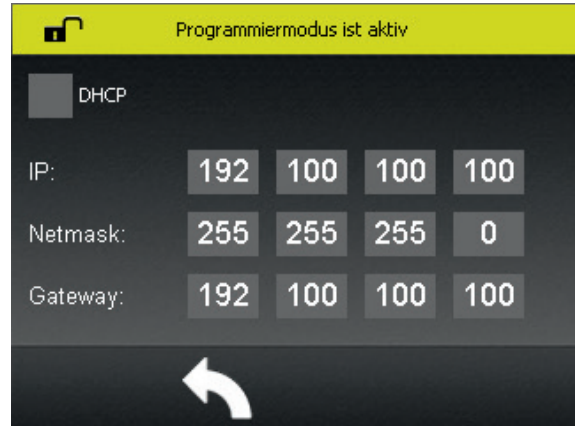 Programmiermodus ist aktiv
DHCP
IP: 192 100 100 100
Netmask: 255 255 255 0
Gateway: 192 100 100 100